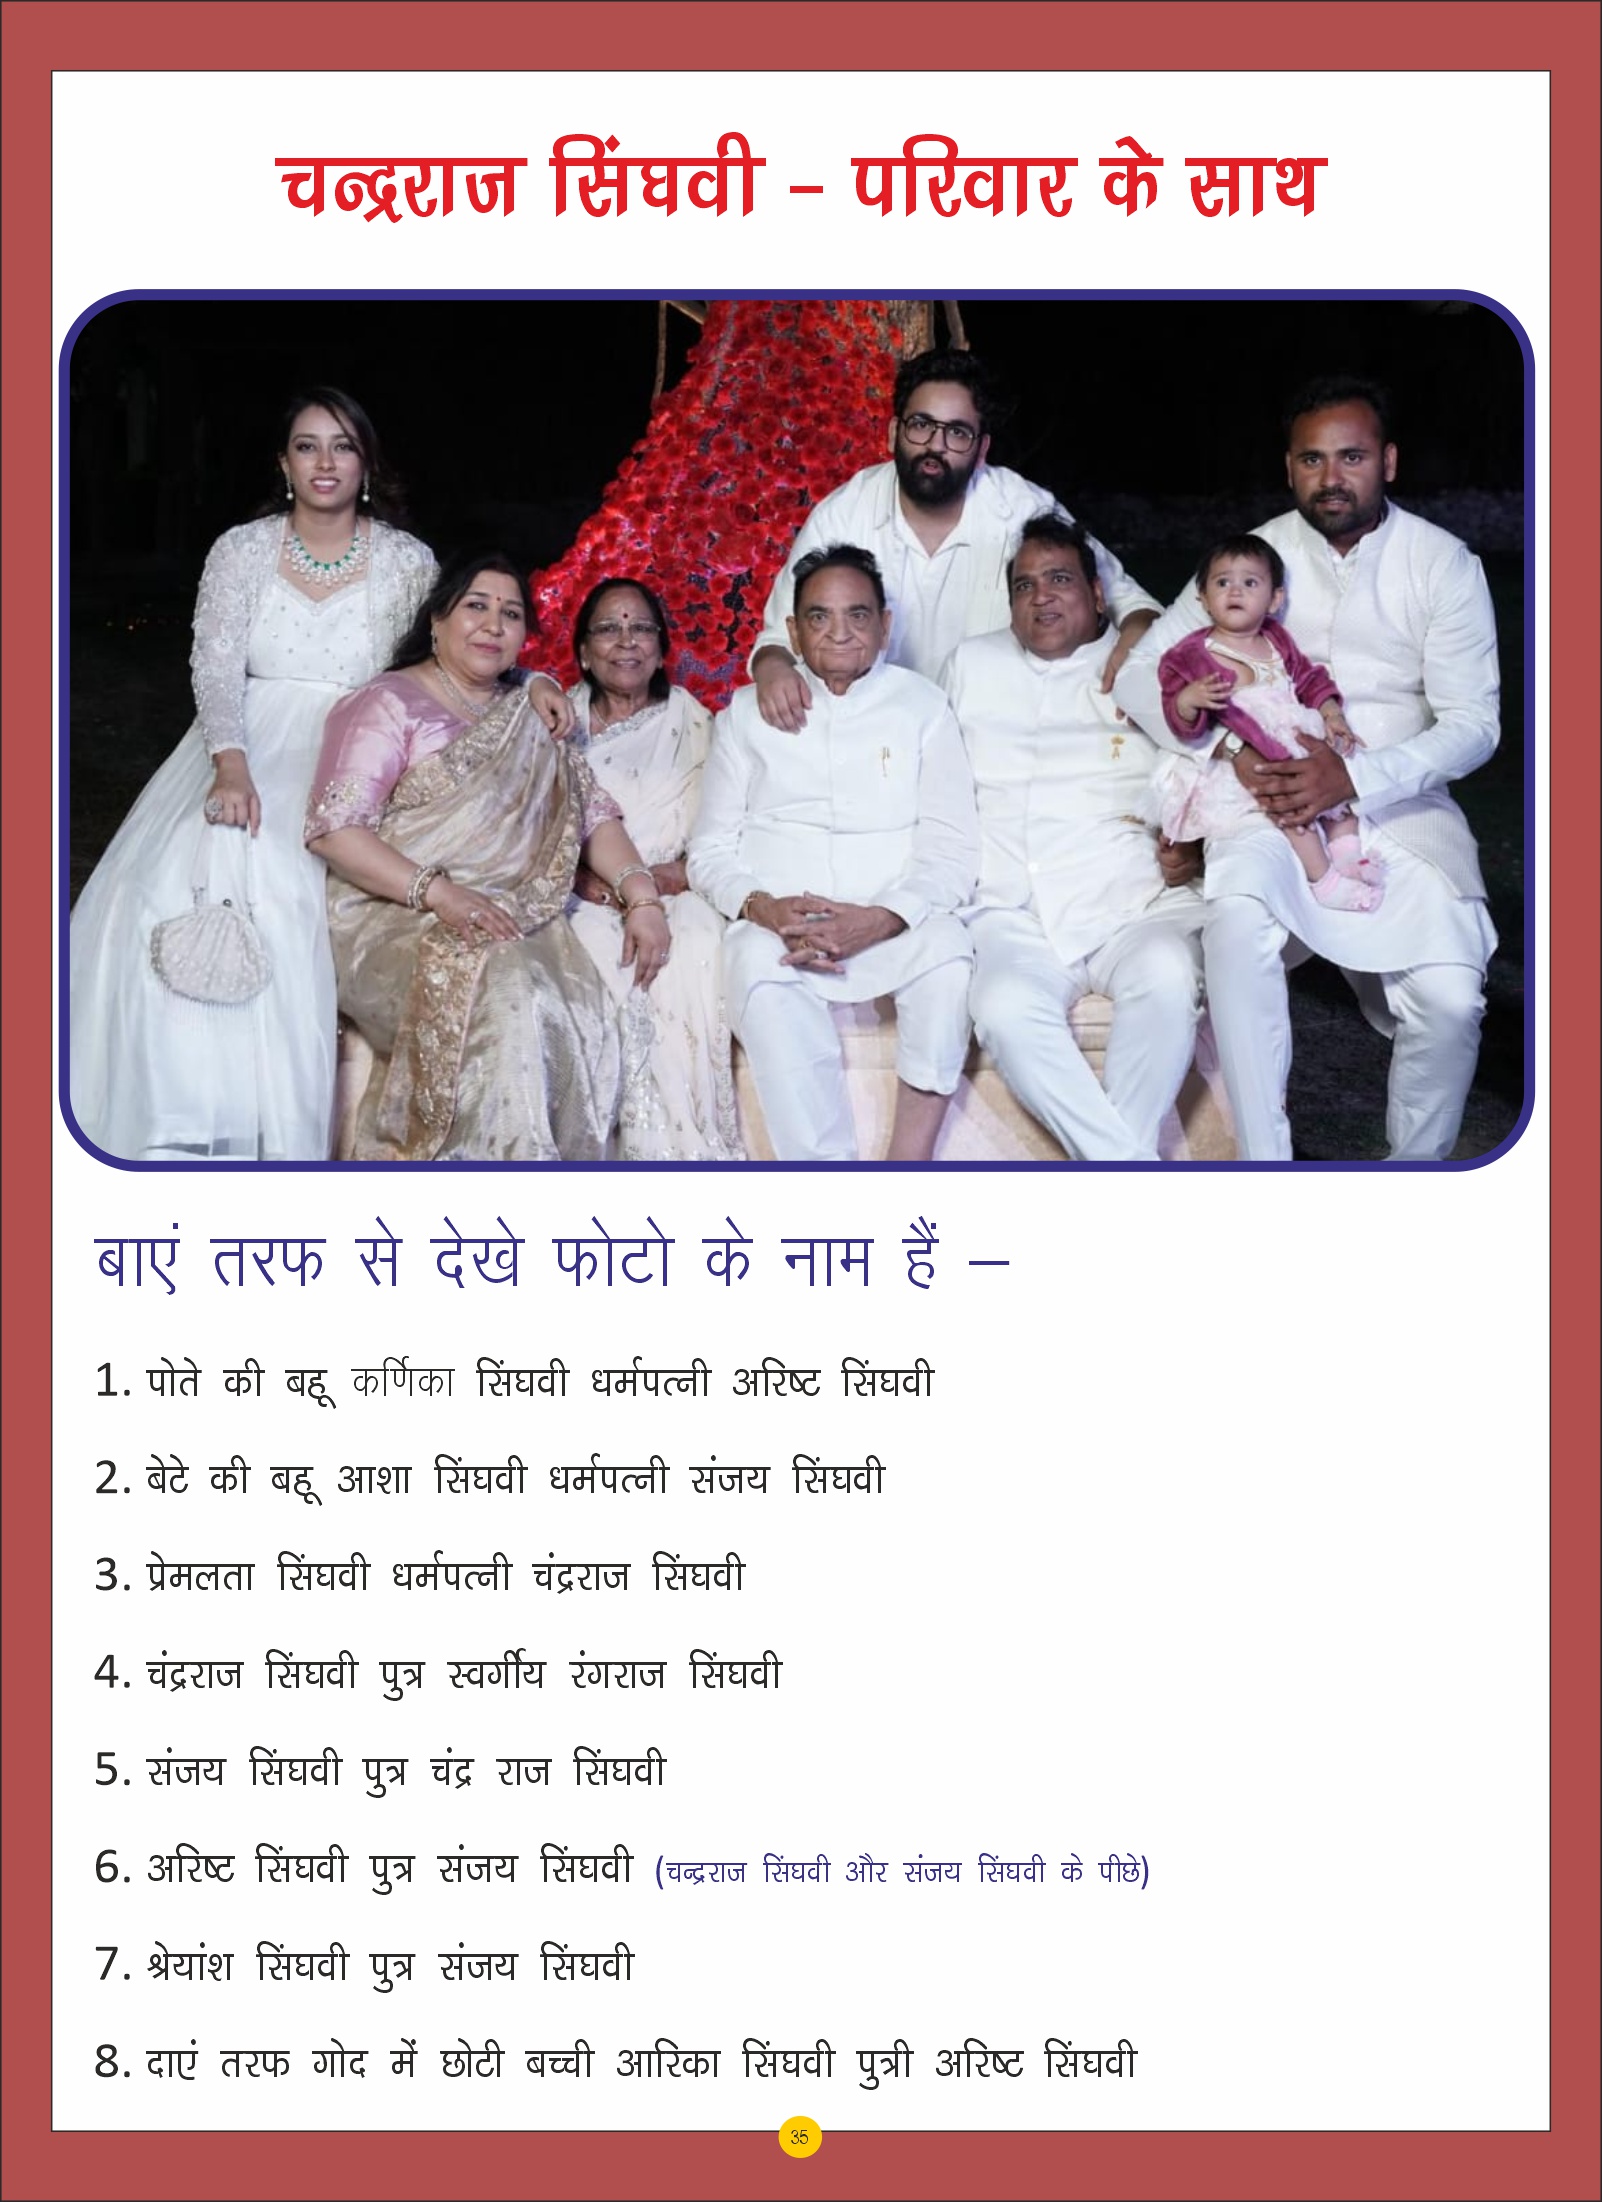 चन्द्रराज सिंघवी - परिवार के साथ
बाएं तरफ से देखे फोटो के नाम हैं –
1. पोते की बहू कर्णिका सिंघवी धर्मपत्नी अरिष्ट सिंघवी
2. बेटे की बहू आशा सिंघवी धर्मपत्नी संजय सिंघवी
3. प्रेमलता सिंघवी धर्मपत्नी चंद्रराज सिंघवी
4. चंद्रराज सिंघवी पुत्र स्वर्गीय रंगराज सिंघवी
5. संजय सिंघवी पुत्र चंद्र राज सिंघवी
6. अरिष्ट सिंघवी पुत्र संजय सिंघवी (चन्द्रराज सिंघवी और संजय सिंघवी के पीछे)
7. श्रेयांश सिंघवी पुत्र संजय सिंघवी
8. दाएं तरफ गोद में छोटी बच्ची आरिका सिंघवी पुत्री अरिष्ट सिंघवी
35